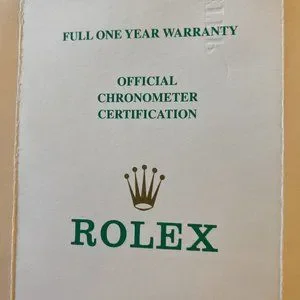 FULL ONE YEAR WARRANTY
OFFICIAL
CHRONOMETER
CERTIFICATION
ROLEX